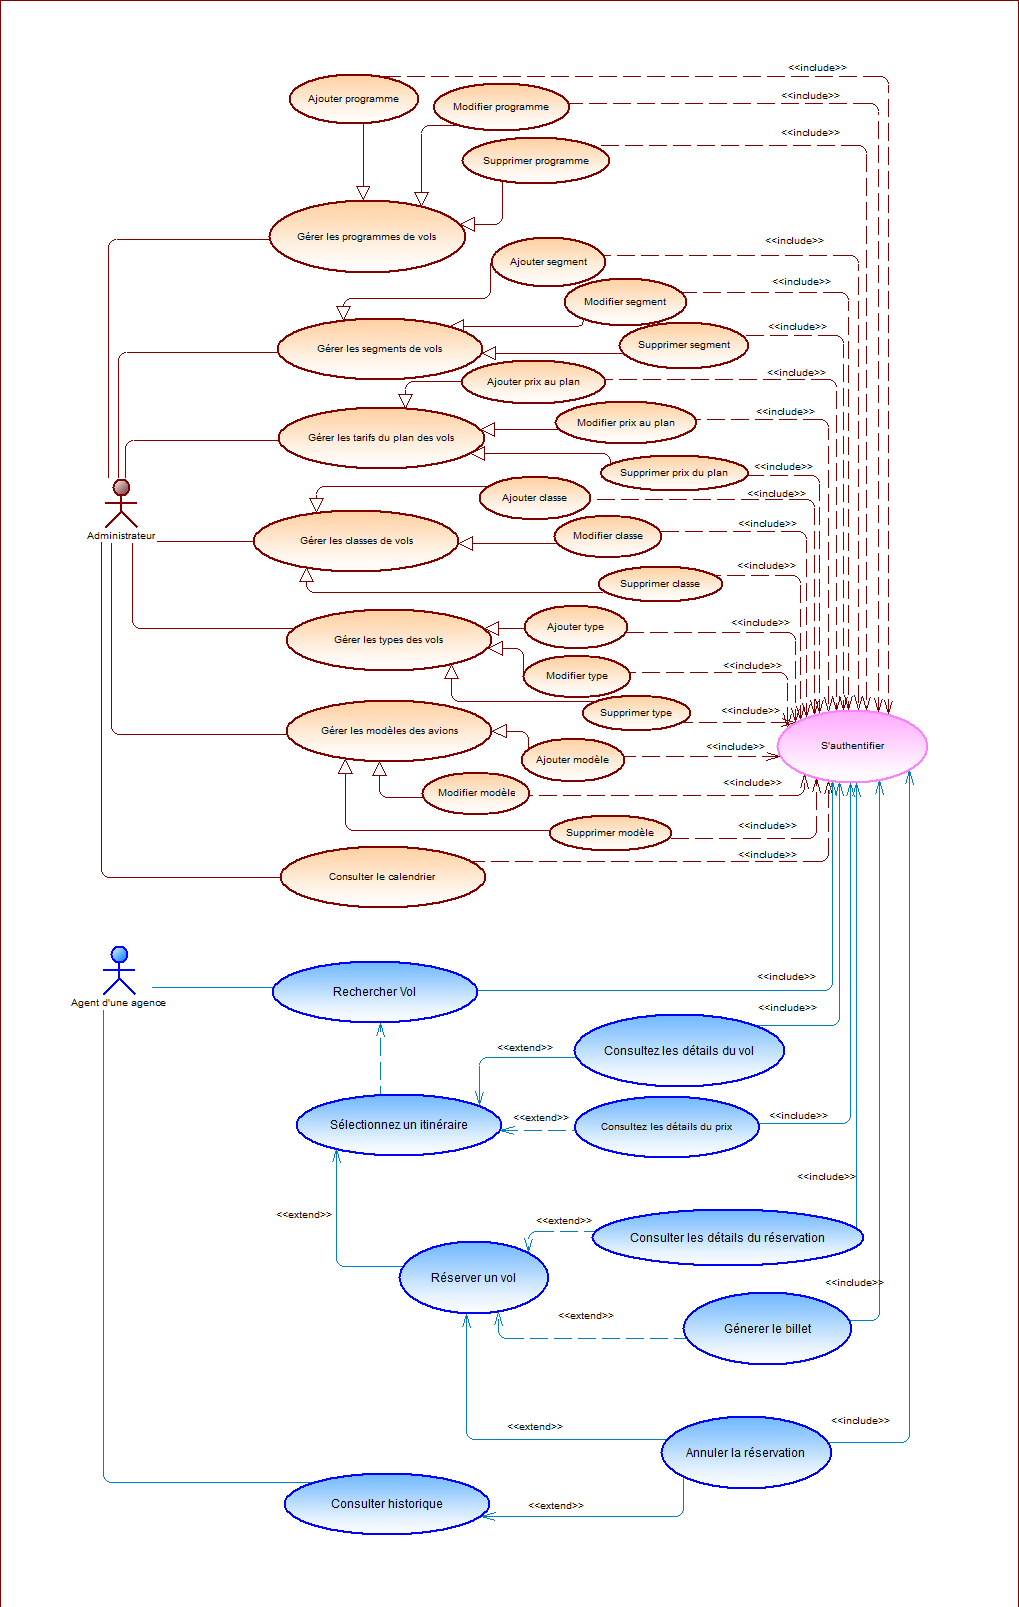 <<include>>
Ajouter programme
<<include>>
Modifier programme
<<include>>
Supprimer programme
Gérer les programmes de vols
<<include>>
Ajouter segment
<<include>>
Modifier segment
<<include>>
Supprimer segment
Gérer les segments de vols
<<include>>
Ajouter prix au plan
<<include>>
Modifier prix au plan
Gérer les tarifs du plan des vols
<<include>>
Supprimer prix du plan
<<include>>
Ajouter classe
<<include>>
Modifier classe
Administrateur
Gérer les classes de vols
<<include>>
Supprimer classe
<<include>>
Ajouter type
Gérer les types des vols
<<include>>
Modifier type
<<include>>
Supprimer type
Gérer les modèles des avions
<<include>>
S'authentifier
Ajouter modèle
<<include>>
Modifier modèle
<<include>>
Supprimer modèle
<<include>>
Consulter le calendrier
<<include>>
Rechercher Vol
Agent d'une agence
<<include>>
<<extend>>
Consultez les détails du vol
<<extend>>
<<include>>
Sélectionnez un itinéraire
Consultez les détails du prix
<<include>>
<<extend>>
<<extend>>
Consulter les détails du réservation
Réserver un vol
<<include>>
<<extend>>
Génerer le billet
<<include>>
<<extend>>
Annuler la réservation
Consulter historique
<<extend>>